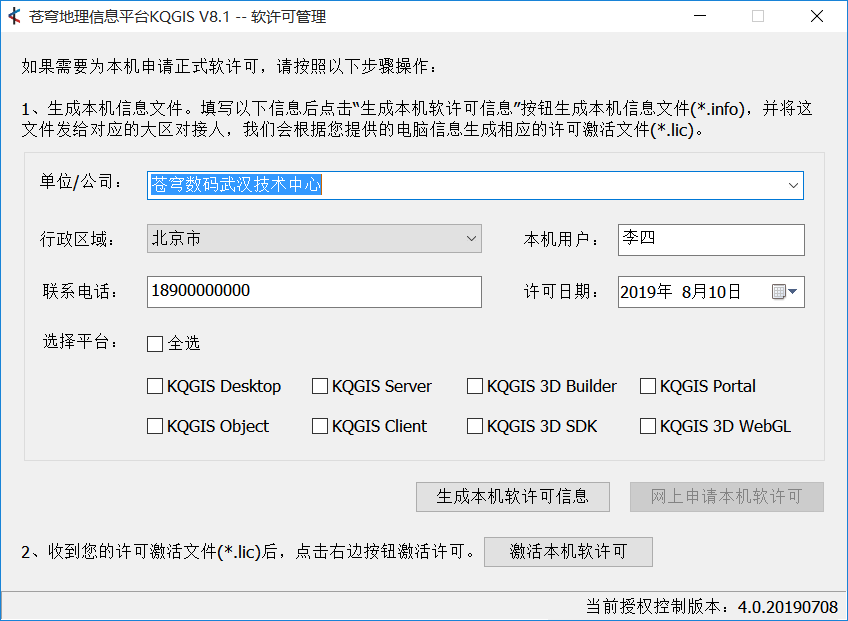 苍穹地理信息平台KQGIS V8.1 -- 软许可管理
如果需要为本机申请正式软许可，请按照以下步骤操作：
1、生成本机信息文件。填写以下信息后点击“生成本机软许可信息”按钮生成本机信息文件(*.info)，并将这
文件发给对应的大区对接人，我们会根据您提供的电脑信息生成相应的许可激活文件(*.lic)。
单位/公司： 苍穹数码武汉技术中心
行政区域： 北京市 本机用户： 李四
联系电话： 18900000000 许可日期： 2019年 8月10日
选择平台： 全选
KQGIS Desktop KQGIS Server KQGIS 3D Builder KQGIS Portal
KQGIS Object KQGIS Client KQGIS 3D SDK KQGIS 3D WebGL
生成本机软许可信息 网上申请本机软许可
2、收到您的许可激活文件(*.lic)后，点击右边按钮激活许可。 激活本机软许可
当前授权控制版本：4.0.20190708